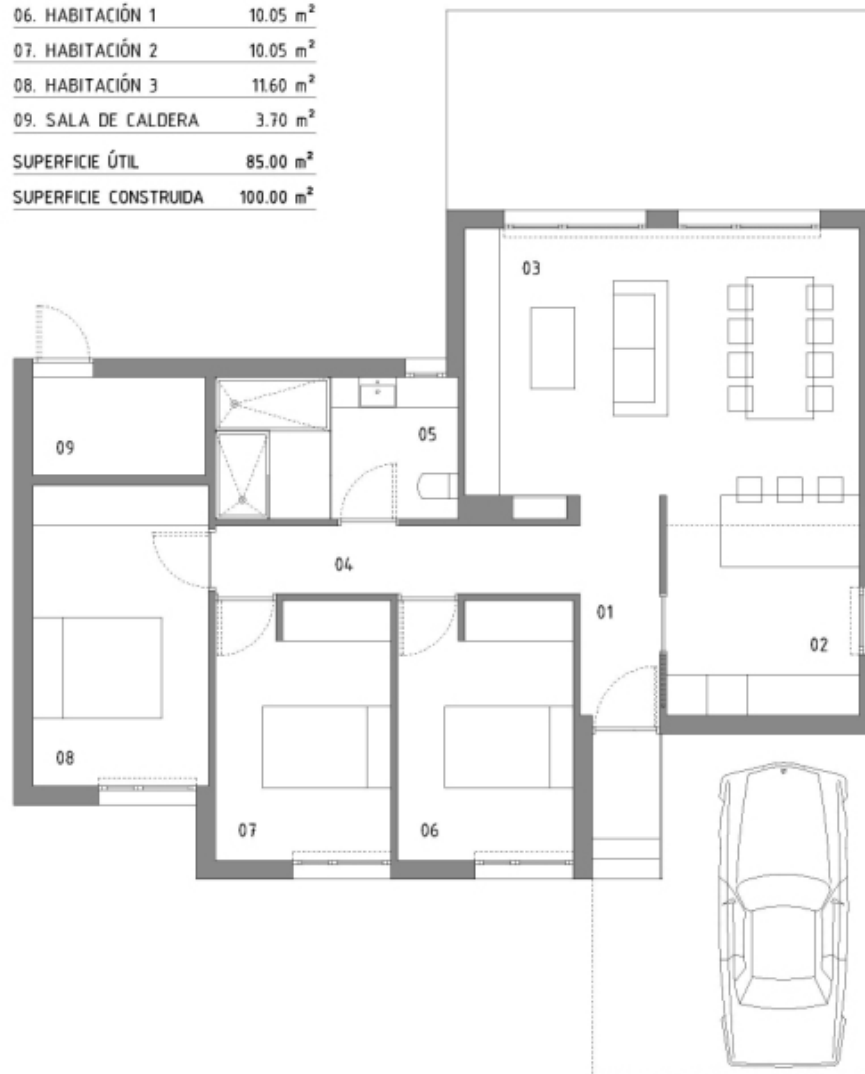 06. HABITACIÓN 1 10.05 m²
07. HABITACIÓN 2 10.05 m²
08. HABITACIÓN 3 11.60 m²
09. SALA DE CALDERA 3.70 m²
SUPERFICIE ÚTIL 85.00 m²
SUPERFICIE CONSTRUIDA 100.00 m²
03
05
09
04
01
02
08
07
06